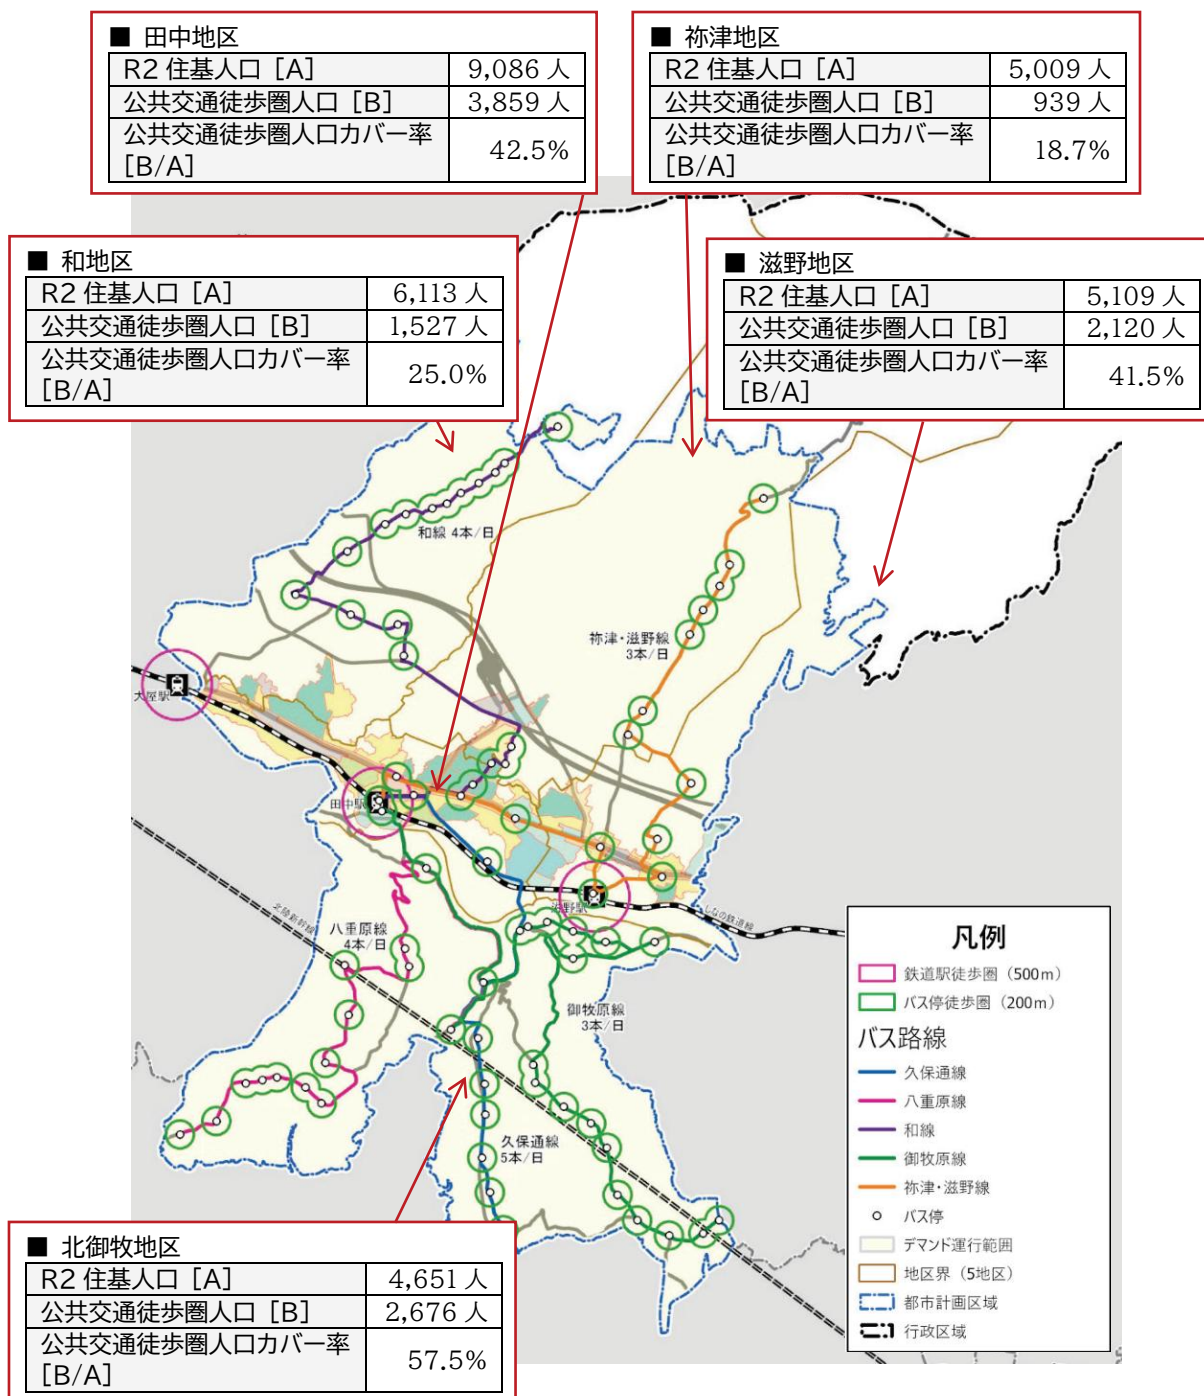 ■ 田中地区
R2 住基人口 [A] 9,086 人
公共交通徒歩圏人口 [B] 3,859 人
公共交通徒歩圏人口カバー率 [B/A] 42.5%
■ 祢津地区
R2 住基人口 [A] 5,009 人
公共交通徒歩圏人口 [B] 939 人
公共交通徒歩圏人口カバー率 [B/A] 18.7%
■ 和地区
R2 住基人口 [A] 6,113 人
公共交通徒歩圏人口 [B] 1,527 人
公共交通徒歩圏人口カバー率 [B/A] 25.0%
■ 滋野地区
R2 住基人口 [A] 5,109 人
公共交通徒歩圏人口 [B] 2,120 人
公共交通徒歩圏人口カバー率 [B/A] 41.5%
和線 4本/日
祢津・滋野線
3本/日
大屋駅
田中駅
滋野駅
しなの鉄道線
北陸新幹線
八重原線
4本/日
御牧原線
3本/日
久保通線
5本/日
凡例
鉄道駅徒歩圏（500m）
バス停徒歩圏（200m）
バス路線
久保通線
八重原線
和線
御牧原線
祢津・滋野線
バス停
デマンド運行範囲
地区界（5地区）
都市計画区域
行政区域
■ 北御牧地区
R2 住基人口 [A] 4,651 人
公共交通徒歩圏人口 [B] 2,676 人
公共交通徒歩圏人口カバー率 [B/A] 57.5%